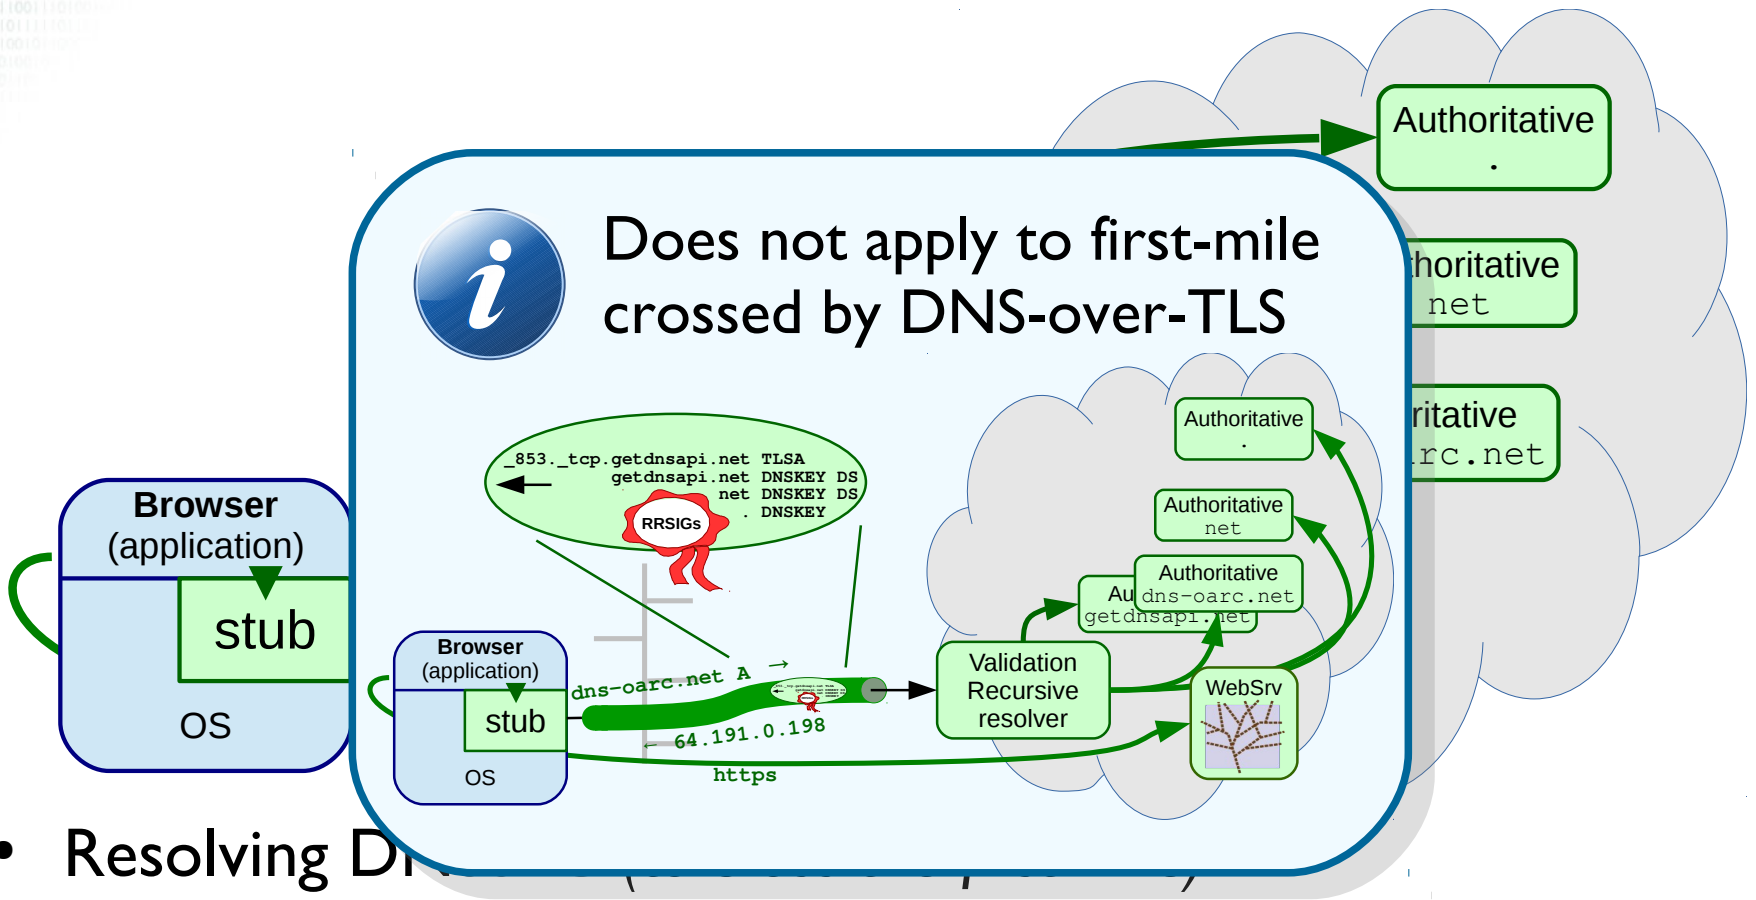 Authoritative
.
Does not apply to first-mile
crossed by DNS-over-TLS
net
rc.net
Browser
(application)
stub
OS
_853._tcp.getdnsapi.net TLSA
getdnsapi.net DNSKEY DS
net DNSKEY DS
. DNSKEY
RRSIGs
Authoritative
.
Authoritative
net
Authoritative
dns-oarc.net
Au
getdnsapi.net
Browser
(application)
stub
OS
dns-oarc.net A →
← 64.191.0.198
https
Validation
Recursive
resolver
WebSrv
• Resolving